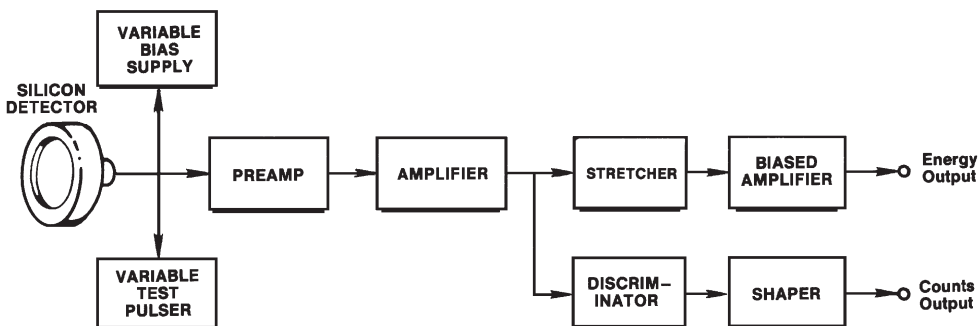 VARIABLE
BIAS
SUPPLY
SILICON
DETECTOR
PREAMP
AMPLIFIER
STRETCHER
BIASED
AMPLIFIER
Energy
Output
VARIABLE
TEST
PULSER
DISCRIM–
INATOR
SHAPER
Counts
Output